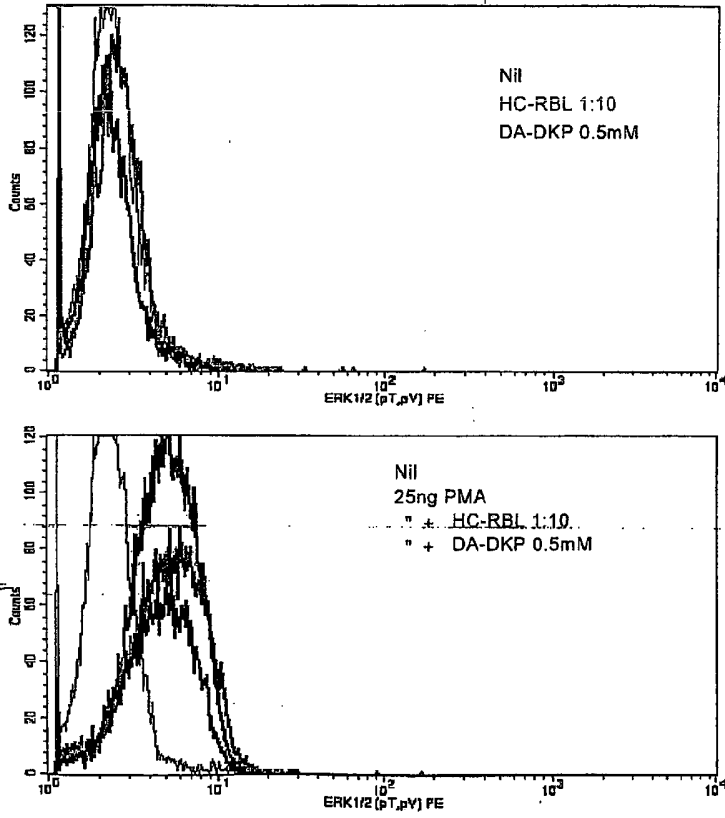 120
100
80
60
40
20
0
Counts
Nil
HC-RBL 1:10
DA-DKP 0.5mM
10⁰ 10¹ 10² 10³ 10⁴
ERK1/2 (pT,pV) PE
120
100
80
60
40
20
0
Counts
Nil
25ng PMA
" + HC-RBL 1:10
" + DA-DKP 0.5mM
10⁰ 10¹ 10² 10³ 10⁴
ERK1/2 (pT,pV) PE